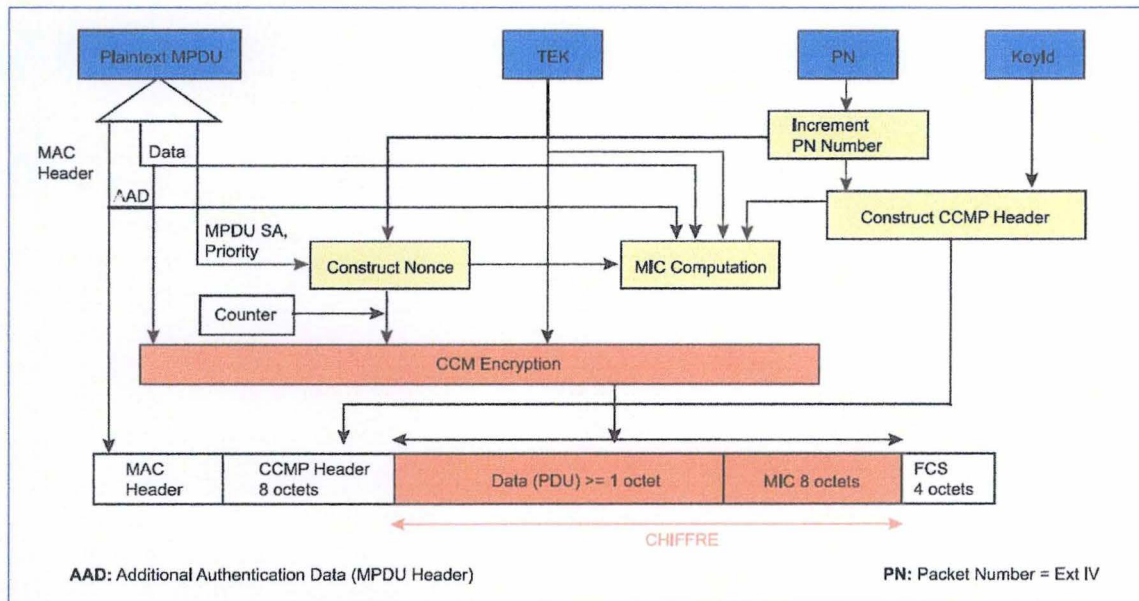 Plaintext MPDU
TEK
PN
KeyId
MAC
Header
Data
AAD
Increment
PN Number
Construct CCMP Header
MPDU SA,
Priority
Construct Nonce
MIC Computation
Counter
CCM Encryption
MAC
Header
CCMP Header
8 octets
Data (PDU) >= 1 octet
MIC 8 octets
FCS
4 octets
CHIFFRE
AAD: Additional Authentication Data (MPDU Header)
PN: Packet Number = Ext IV